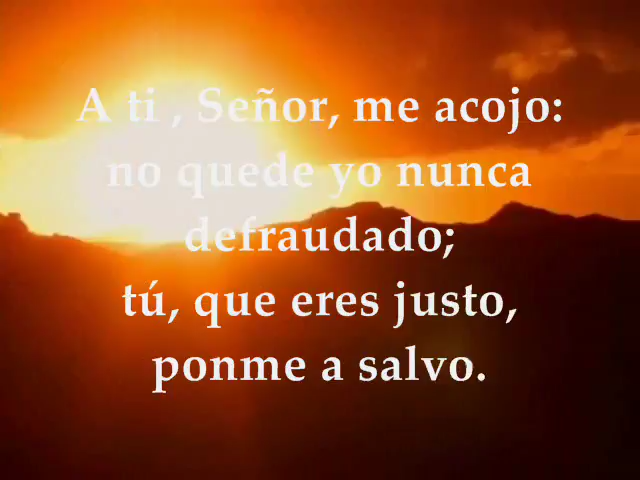 A ti , Señor, me acojo:
no quede yo nunca
defraudado;
tú, que eres justo,
ponme a salvo.